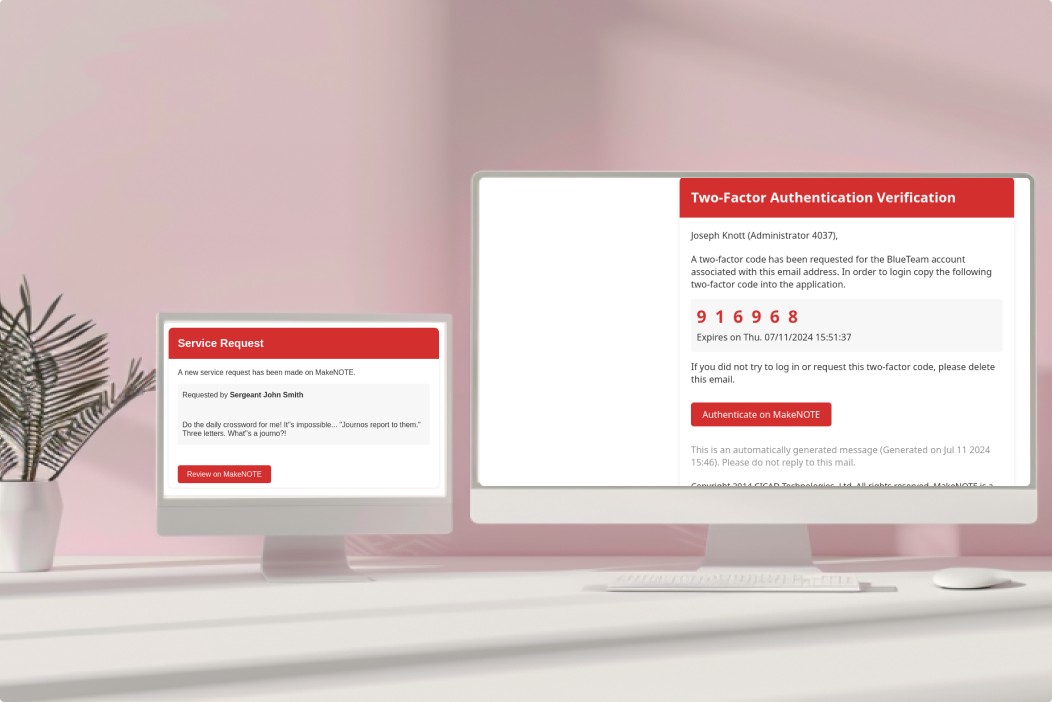 Service Request
A new service request has been made on MakeNOTE.
Requested by Sergeant John Smith
Do the daily crossword for me! It"s impossible... "Journos report to them."
Three letters. What"s a journo?!
Review on MakeNOTE
Two-Factor Authentication Verification
Joseph Knott (Administrator 4037),
A two-factor code has been requested for the BlueTeam account
associated with this email address. In order to login copy the following
two-factor code into the application.
9 1 6 9 6 8
Expires on Thu. 07/11/2024 15:51:37
If you did not try to log in or request this two-factor code, please delete
this email.
Authenticate on MakeNOTE
This is an automatically generated message (Generated on Jul 11 2024
15:46). Please do not reply to this mail.
Copyright 2014 CICAD Technologies, Ltd. All rights reserved. MakeNOTE is a